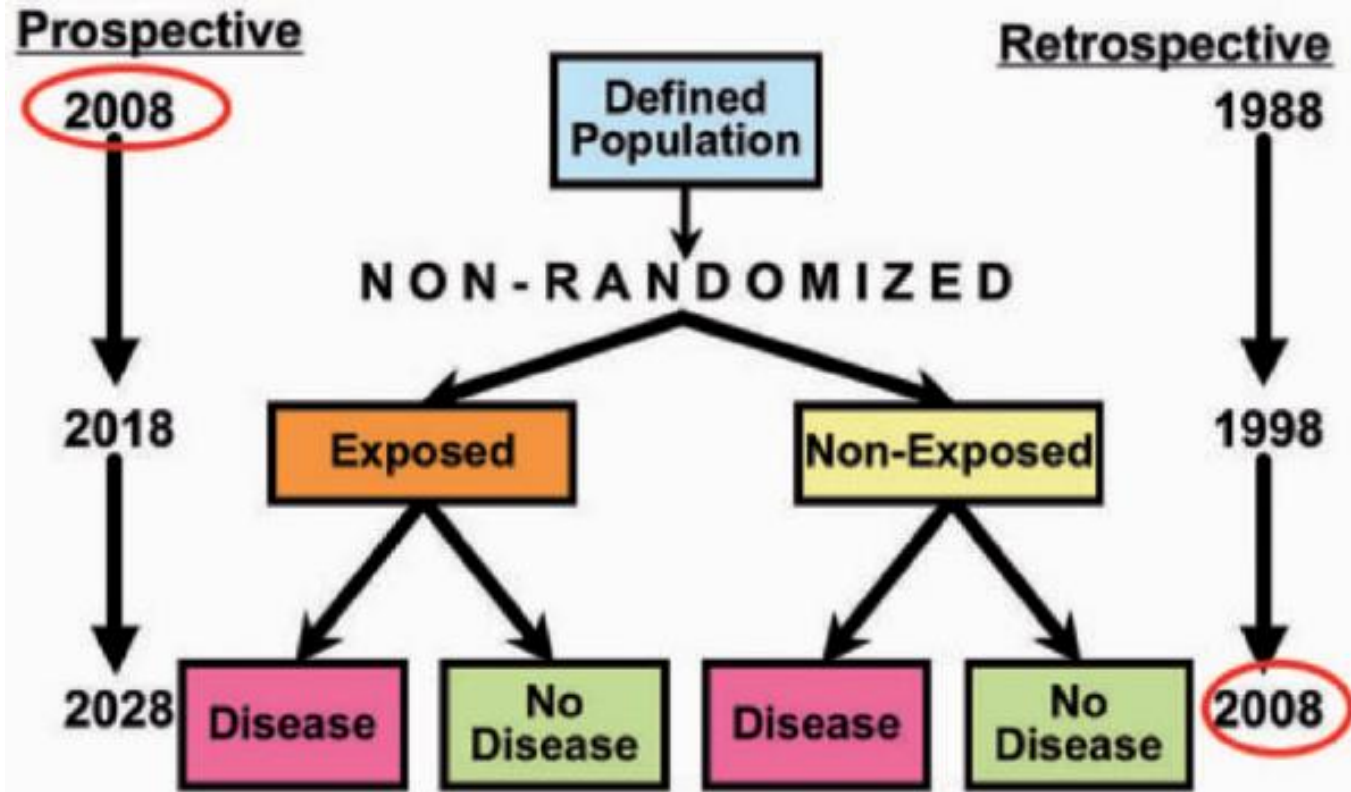 Prospective
Retrospective
2008
Defined
Population
1988
NON-RANDOMIZED
2018
Exposed
Non-Exposed
1998
2028
Disease
No
Disease
Disease
No
Disease
2008